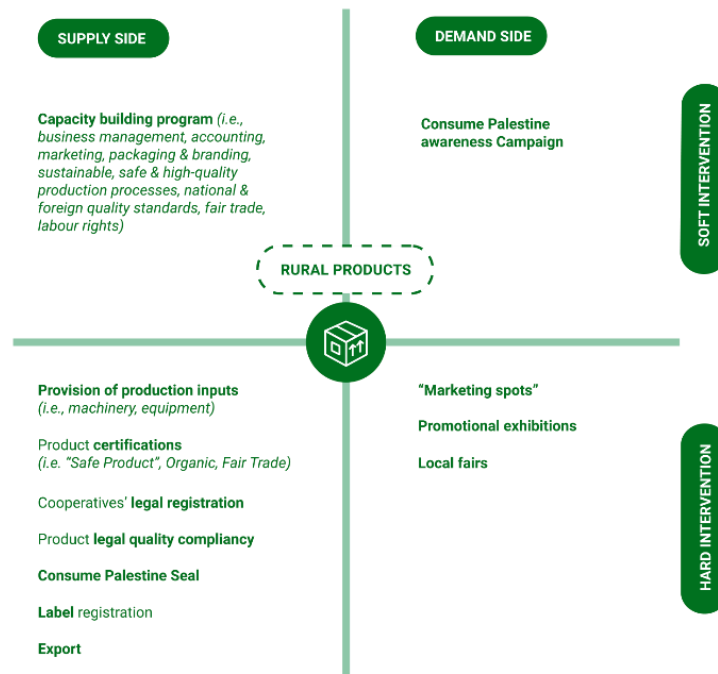 SUPPLY SIDE
DEMAND SIDE
SOFT INTERVENTION
Capacity building program (i.e.,
business management, accounting,
marketing, packaging & branding,
sustainable, safe & high-quality
production processes, national &
foreign quality standards, fair trade,
labour rights)
Consume Palestine
awareness Campaign
RURAL PRODUCTS
Provision of production inputs
(i.e., machinery, equipment)
Product certifications
(i.e. “Safe Product”, Organic, Fair Trade)
Cooperatives’ legal registration
Product legal quality compliancy
Consume Palestine Seal
Label registration
Export
“Marketing spots”
Promotional exhibitions
Local fairs
HARD INTERVENTION